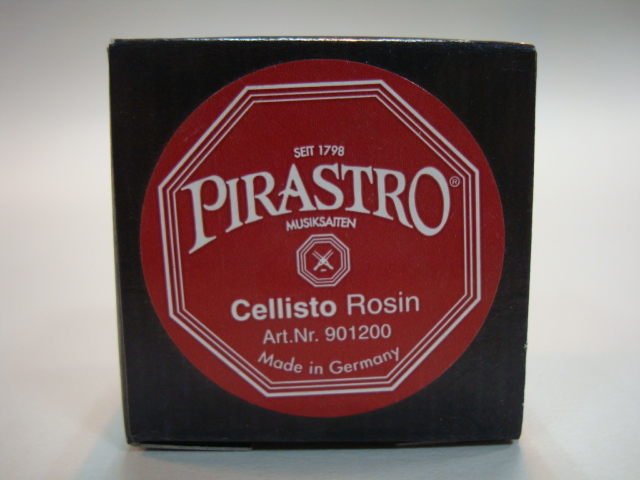 SEIT 1798
PIRASTRO®
MUSIKSAITEN
Cellisto Rosin
Art.Nr. 901200
Made in Germany